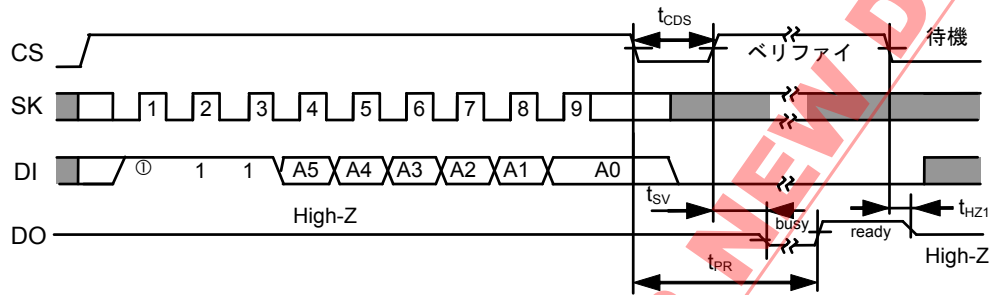 tCDS
CS
ベリファイ
待機
SK
1 2 3 4 5 6 7 8 9
DI
① 1 1 A5 A4 A3 A2 A1 A0
tSV
tHZ1
High-Z
busy
ready
DO
High-Z
tPR
NEW D